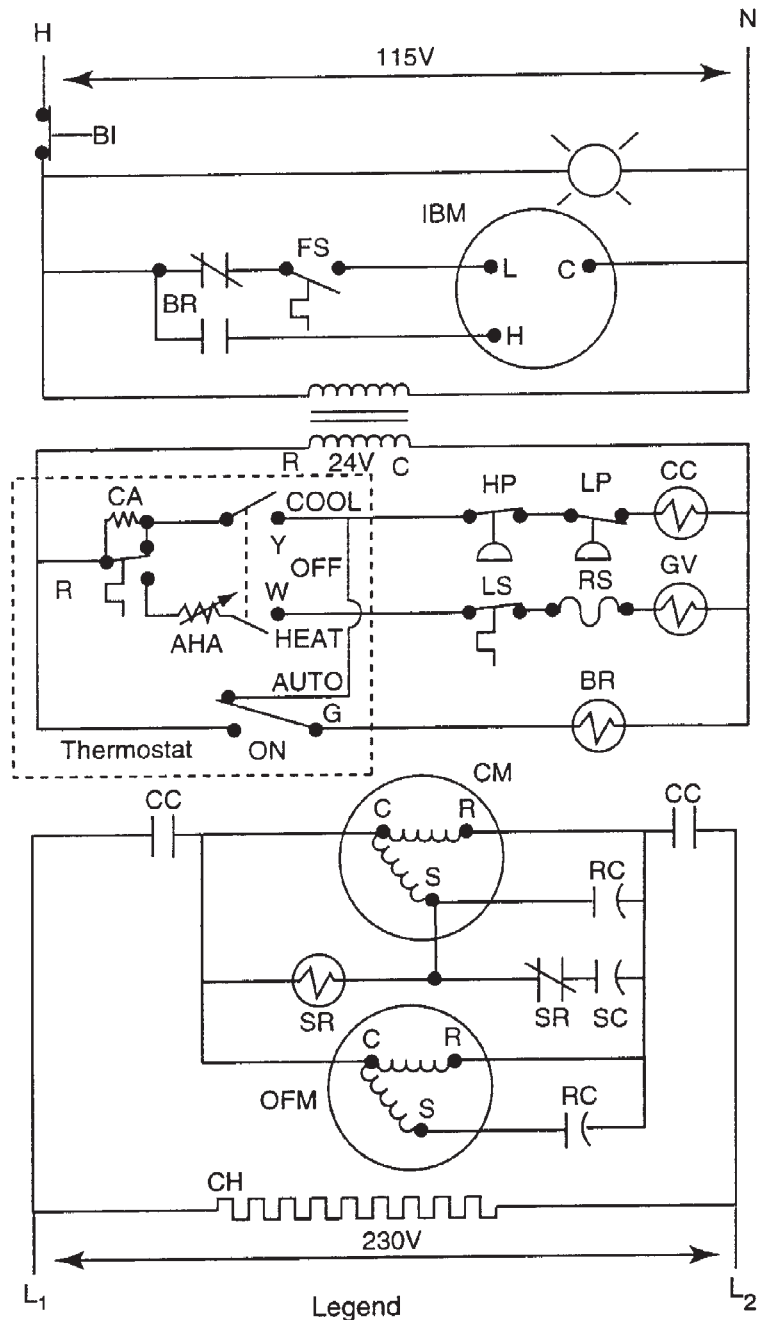 H N
115V
BI
IBM
FS
L C
BR
H
R 24V C
CA COOL HP LP CC
Y
OFF GV
R W LS RS
AHA HEAT
AUTO BR
G
Thermostat ON
CM
CC C R CC
S RC
SR SR SC
C R
OFM S RC
CH
230V
L₁ L₂
Legend